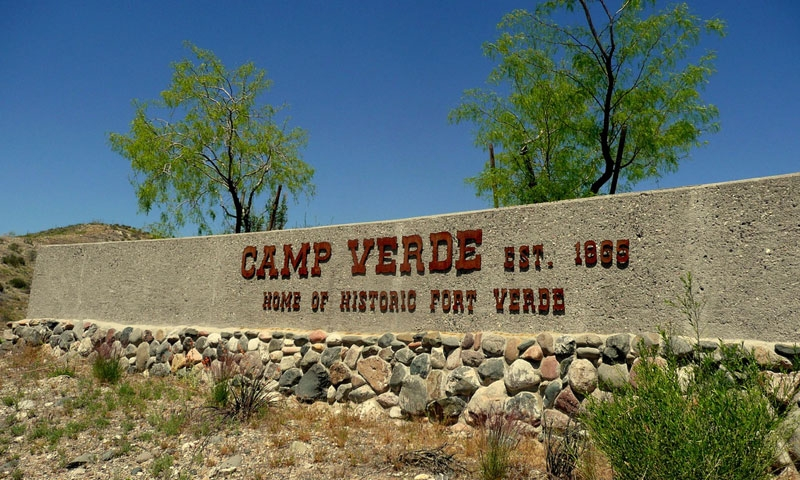 CAMP VERDE EST. 1865
HOME OF HISTORIC FORT VERDE